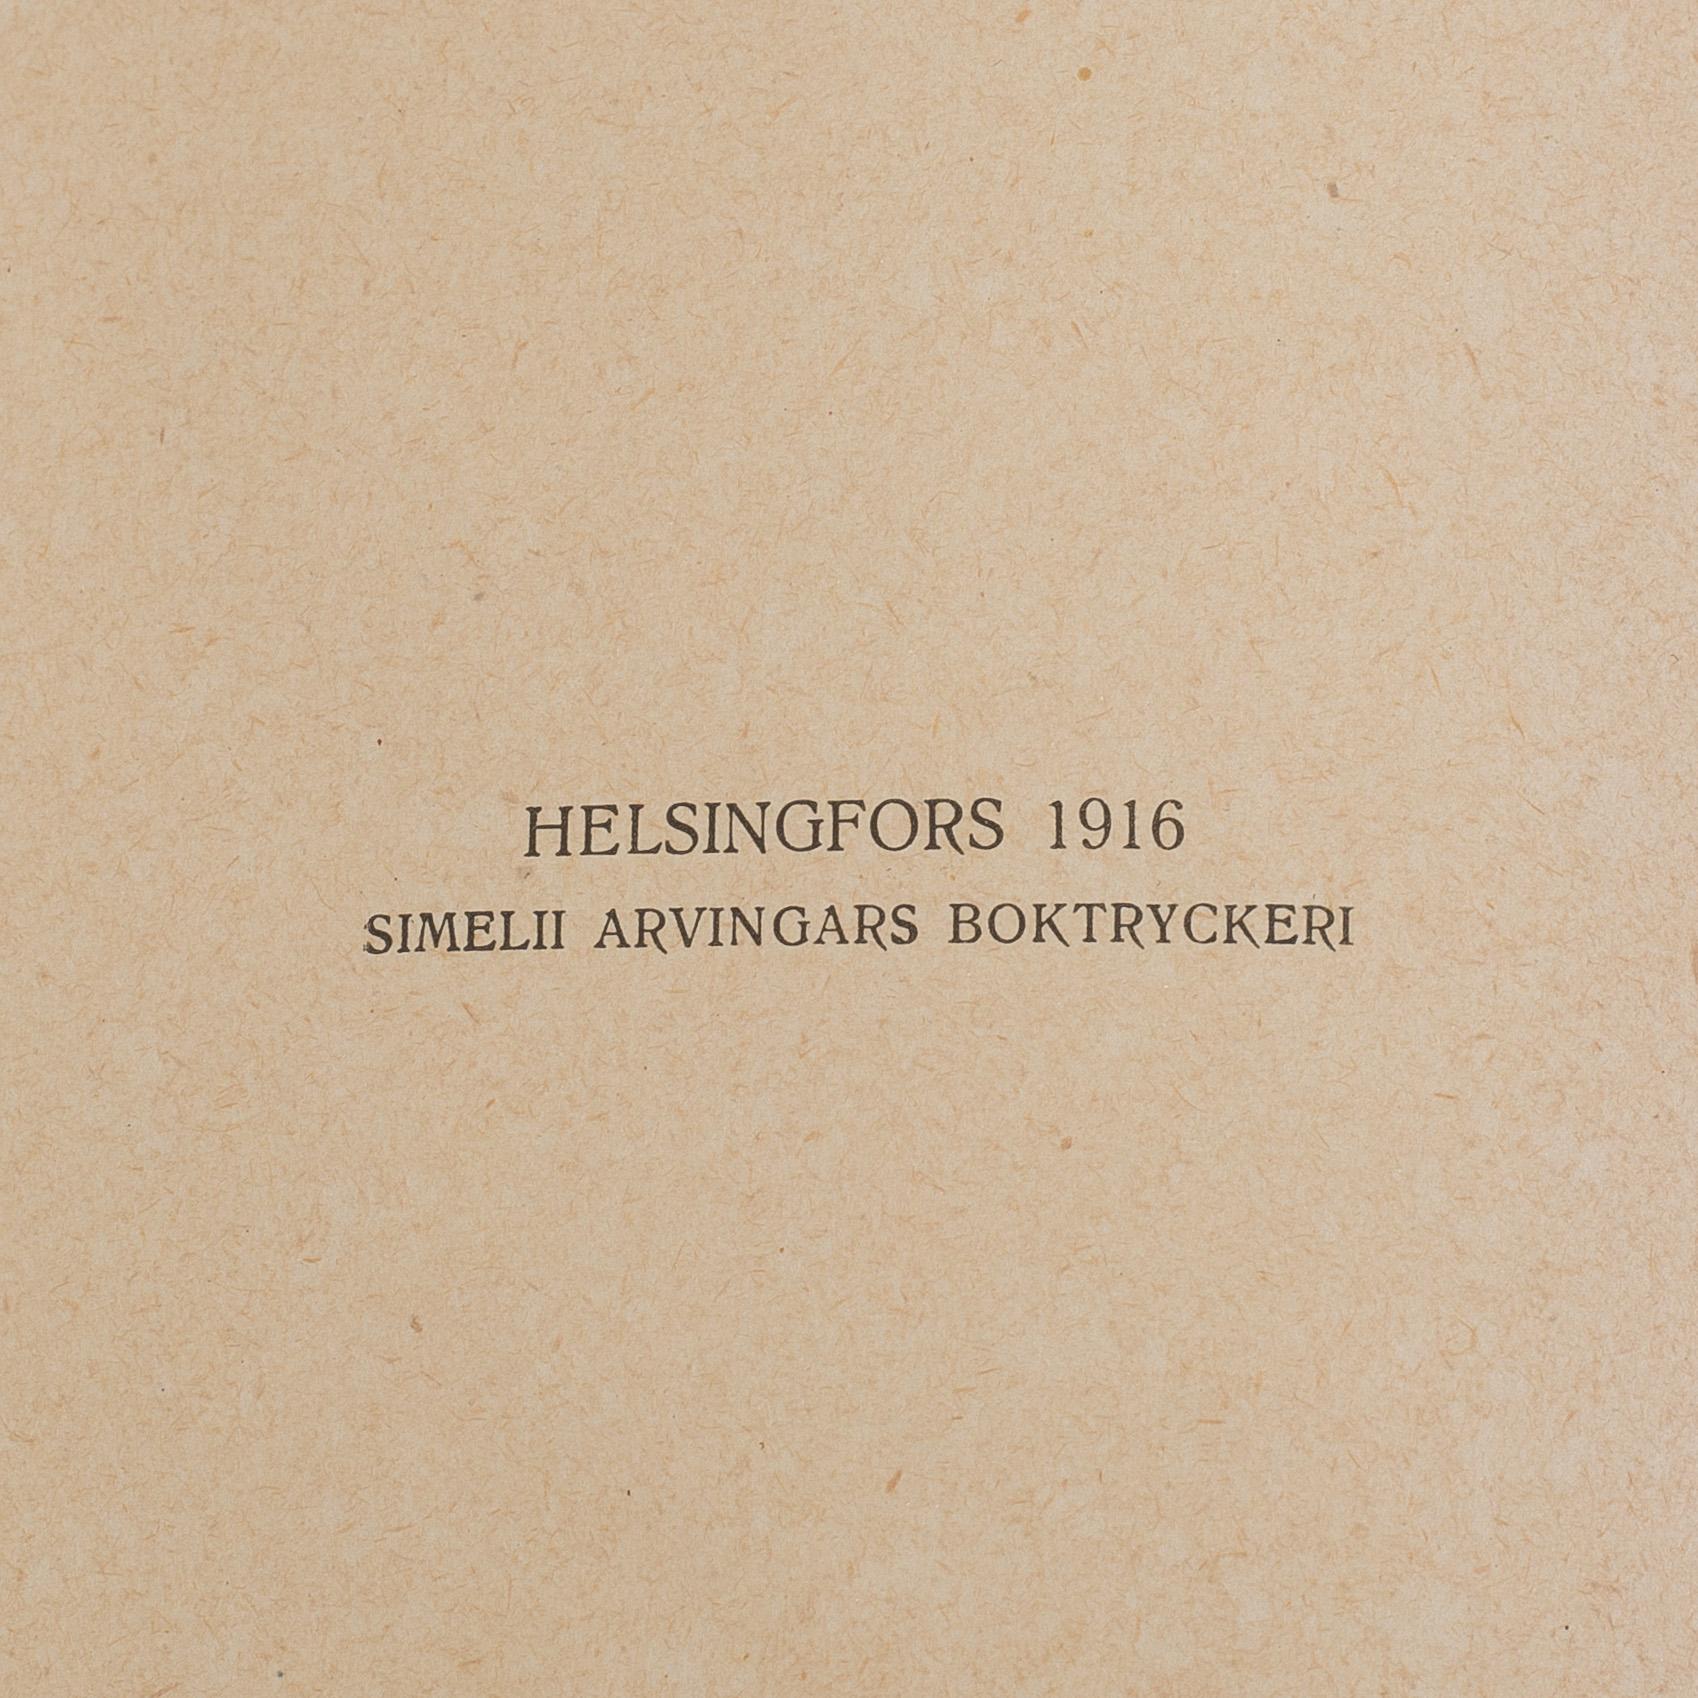 HELSINGFORS 1916
SIMELII ARVINGARS BOKTRYCKERI